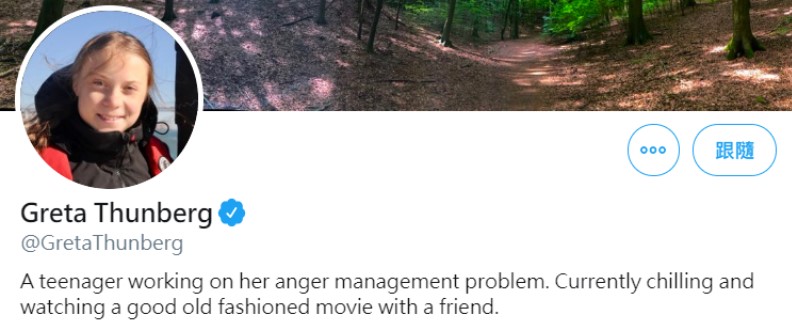 跟隨
Greta Thunberg
@GretaThunberg
A teenager working on her anger management problem. Currently chilling and
watching a good old fashioned movie with a friend.